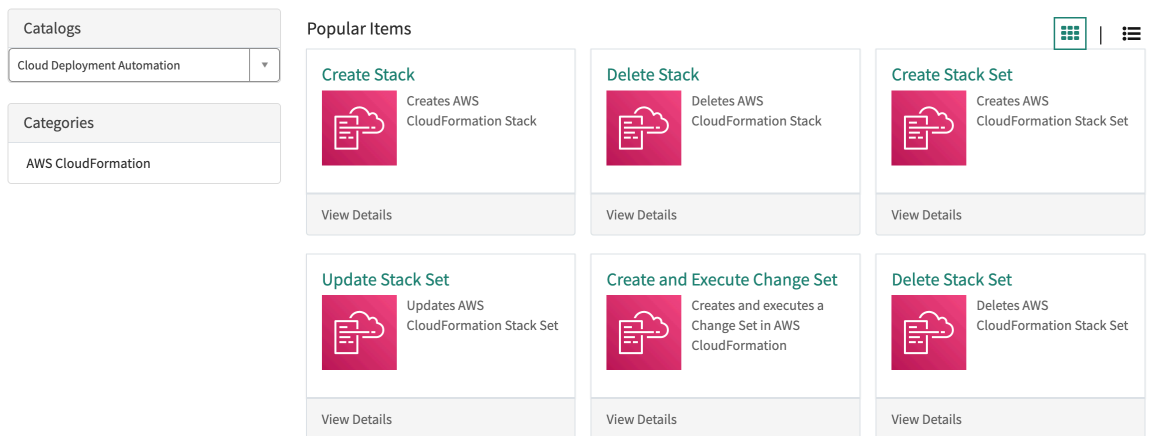 Catalogs
Cloud Deployment Automation
Categories
AWS CloudFormation
Popular Items
Create Stack
Creates AWS
CloudFormation Stack
View Details
Delete Stack
Deletes AWS
CloudFormation Stack
View Details
Create Stack Set
Creates AWS
CloudFormation Stack Set
View Details
Update Stack Set
Updates AWS
CloudFormation Stack Set
View Details
Create and Execute Change Set
Creates and executes a
Change Set in AWS
CloudFormation
View Details
Delete Stack Set
Deletes AWS
CloudFormation Stack Set
View Details